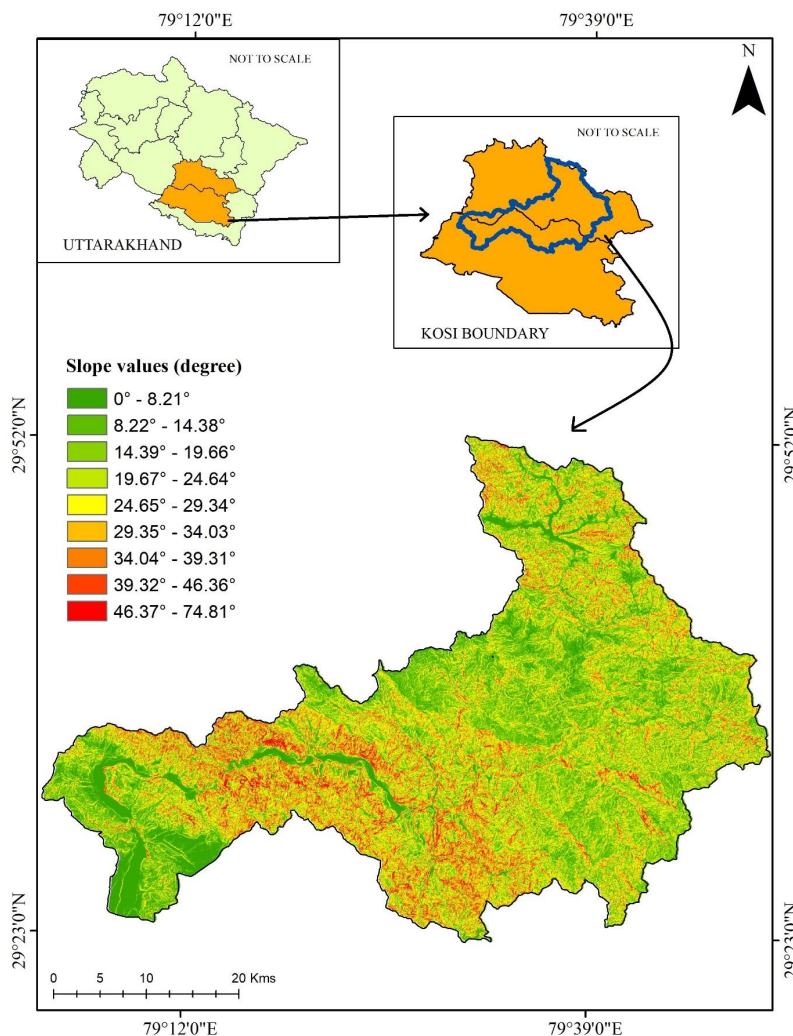 79°12'0"E
79°39'0"E
NOT TO SCALE
UTTARAKHAND
N
NOT TO SCALE
KOSI BOUNDARY
Slope values (degree)
0° - 8.21°
8.22° - 14.38°
14.39° - 19.66°
19.67° - 24.64°
24.65° - 29.34°
29.35° - 34.03°
34.04° - 39.31°
39.32° - 46.36°
46.37° - 74.81°
29°52'0"N
29°52'0"N
29°23'0"N
29°23'0"N
0 5 10 20 Kms
79°12'0"E
79°39'0"E